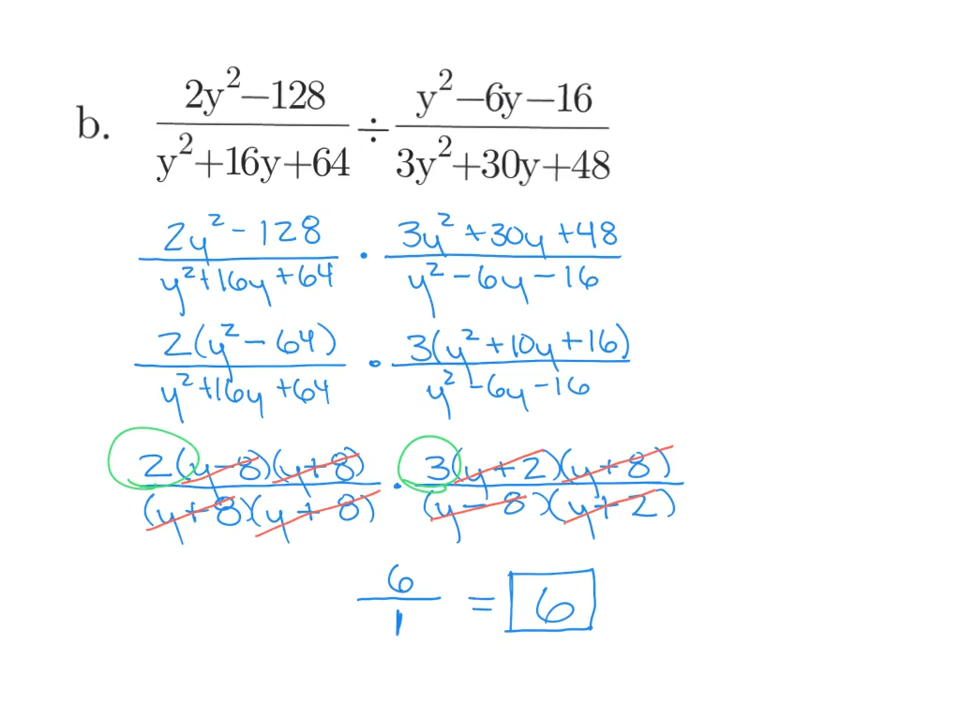 b. (2y²−128)/(y²+16y+64) ÷ (y²−6y−16)/(3y²+30y+48)
(2y²-128)/(y²+16y+64) · (3y²+30y+48)/(y²-6y-16)
2(y²-64)/(y²+16y+64) · 3(y²+10y+16)/(y²-6y-16)
2(y-8)(y+8)/(y+8)(y+8) · 3(y+2)(y+8)/(y-8)(y+2)
6/1 = 6